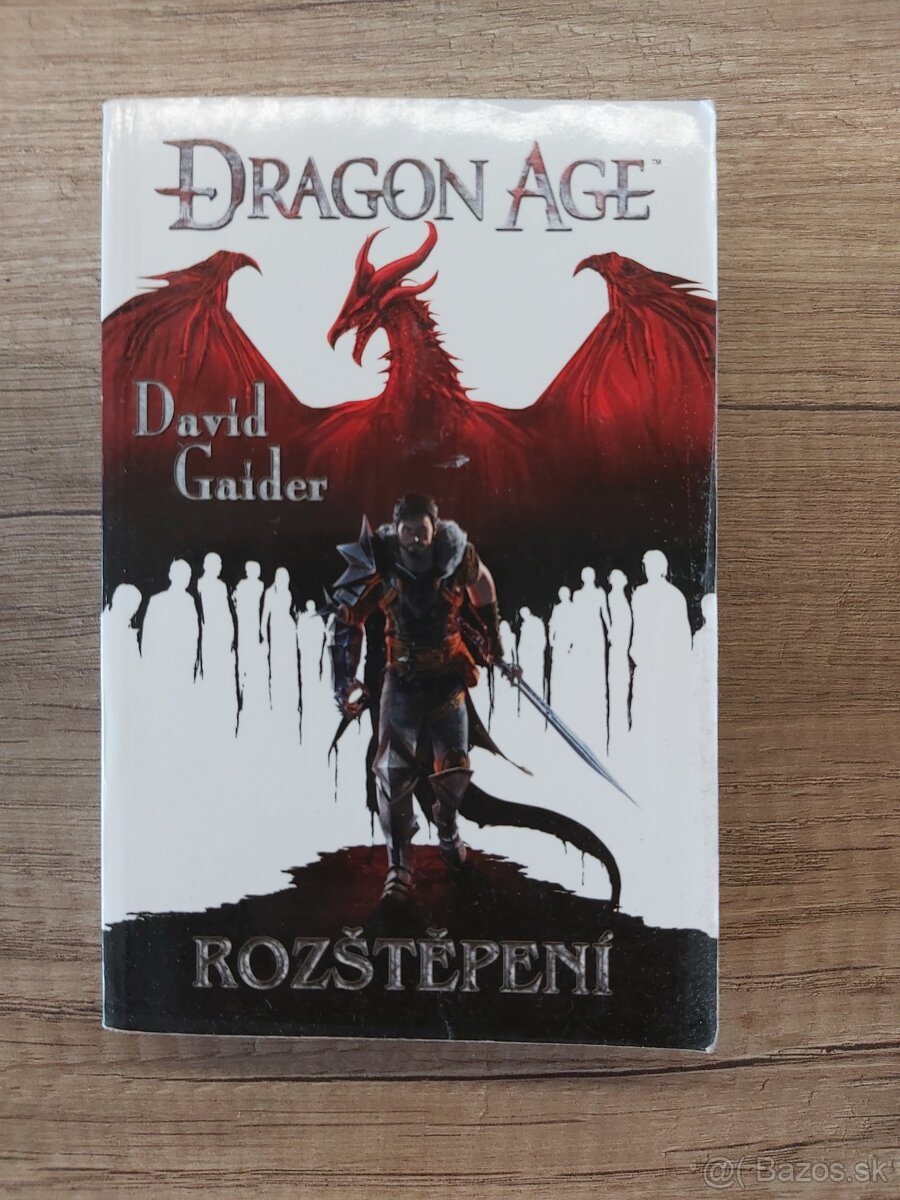 DRAGON AGE™
David
Gaider
ROZŠTĚPENÍ
@( Bazos.sk